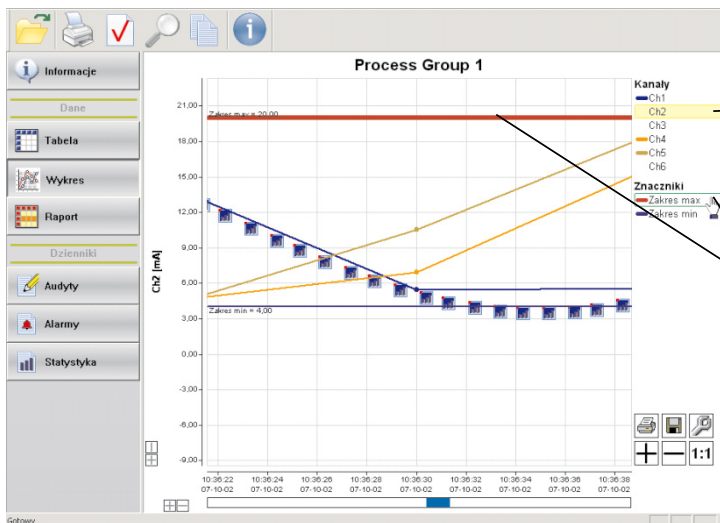 Process Group 1
Informacje
Dane
Tabela
Wykres
Raport
Dzienniki
Audyty
Alarmy
Statystyka
Ch2 [mA]
21,00
18,00
15,00
12,00
9,00
6,00
3,00
0,00
-3,00
-6,00
-9,00
Zakres max = 20,00
Zakres min = 4,00
10:36:22 10:36:24 10:36:26 10:36:28 10:36:30 10:36:32 10:36:34 10:36:36 10:36:38
07-10-02 07-10-02 07-10-02 07-10-02 07-10-02 07-10-02 07-10-02 07-10-02 07-10-02
Kanały
Ch1
Ch2
Ch3
Ch4
Ch5
Ch6
Znaczniki
Zakres max
Zakres min
1:1
Gotowy